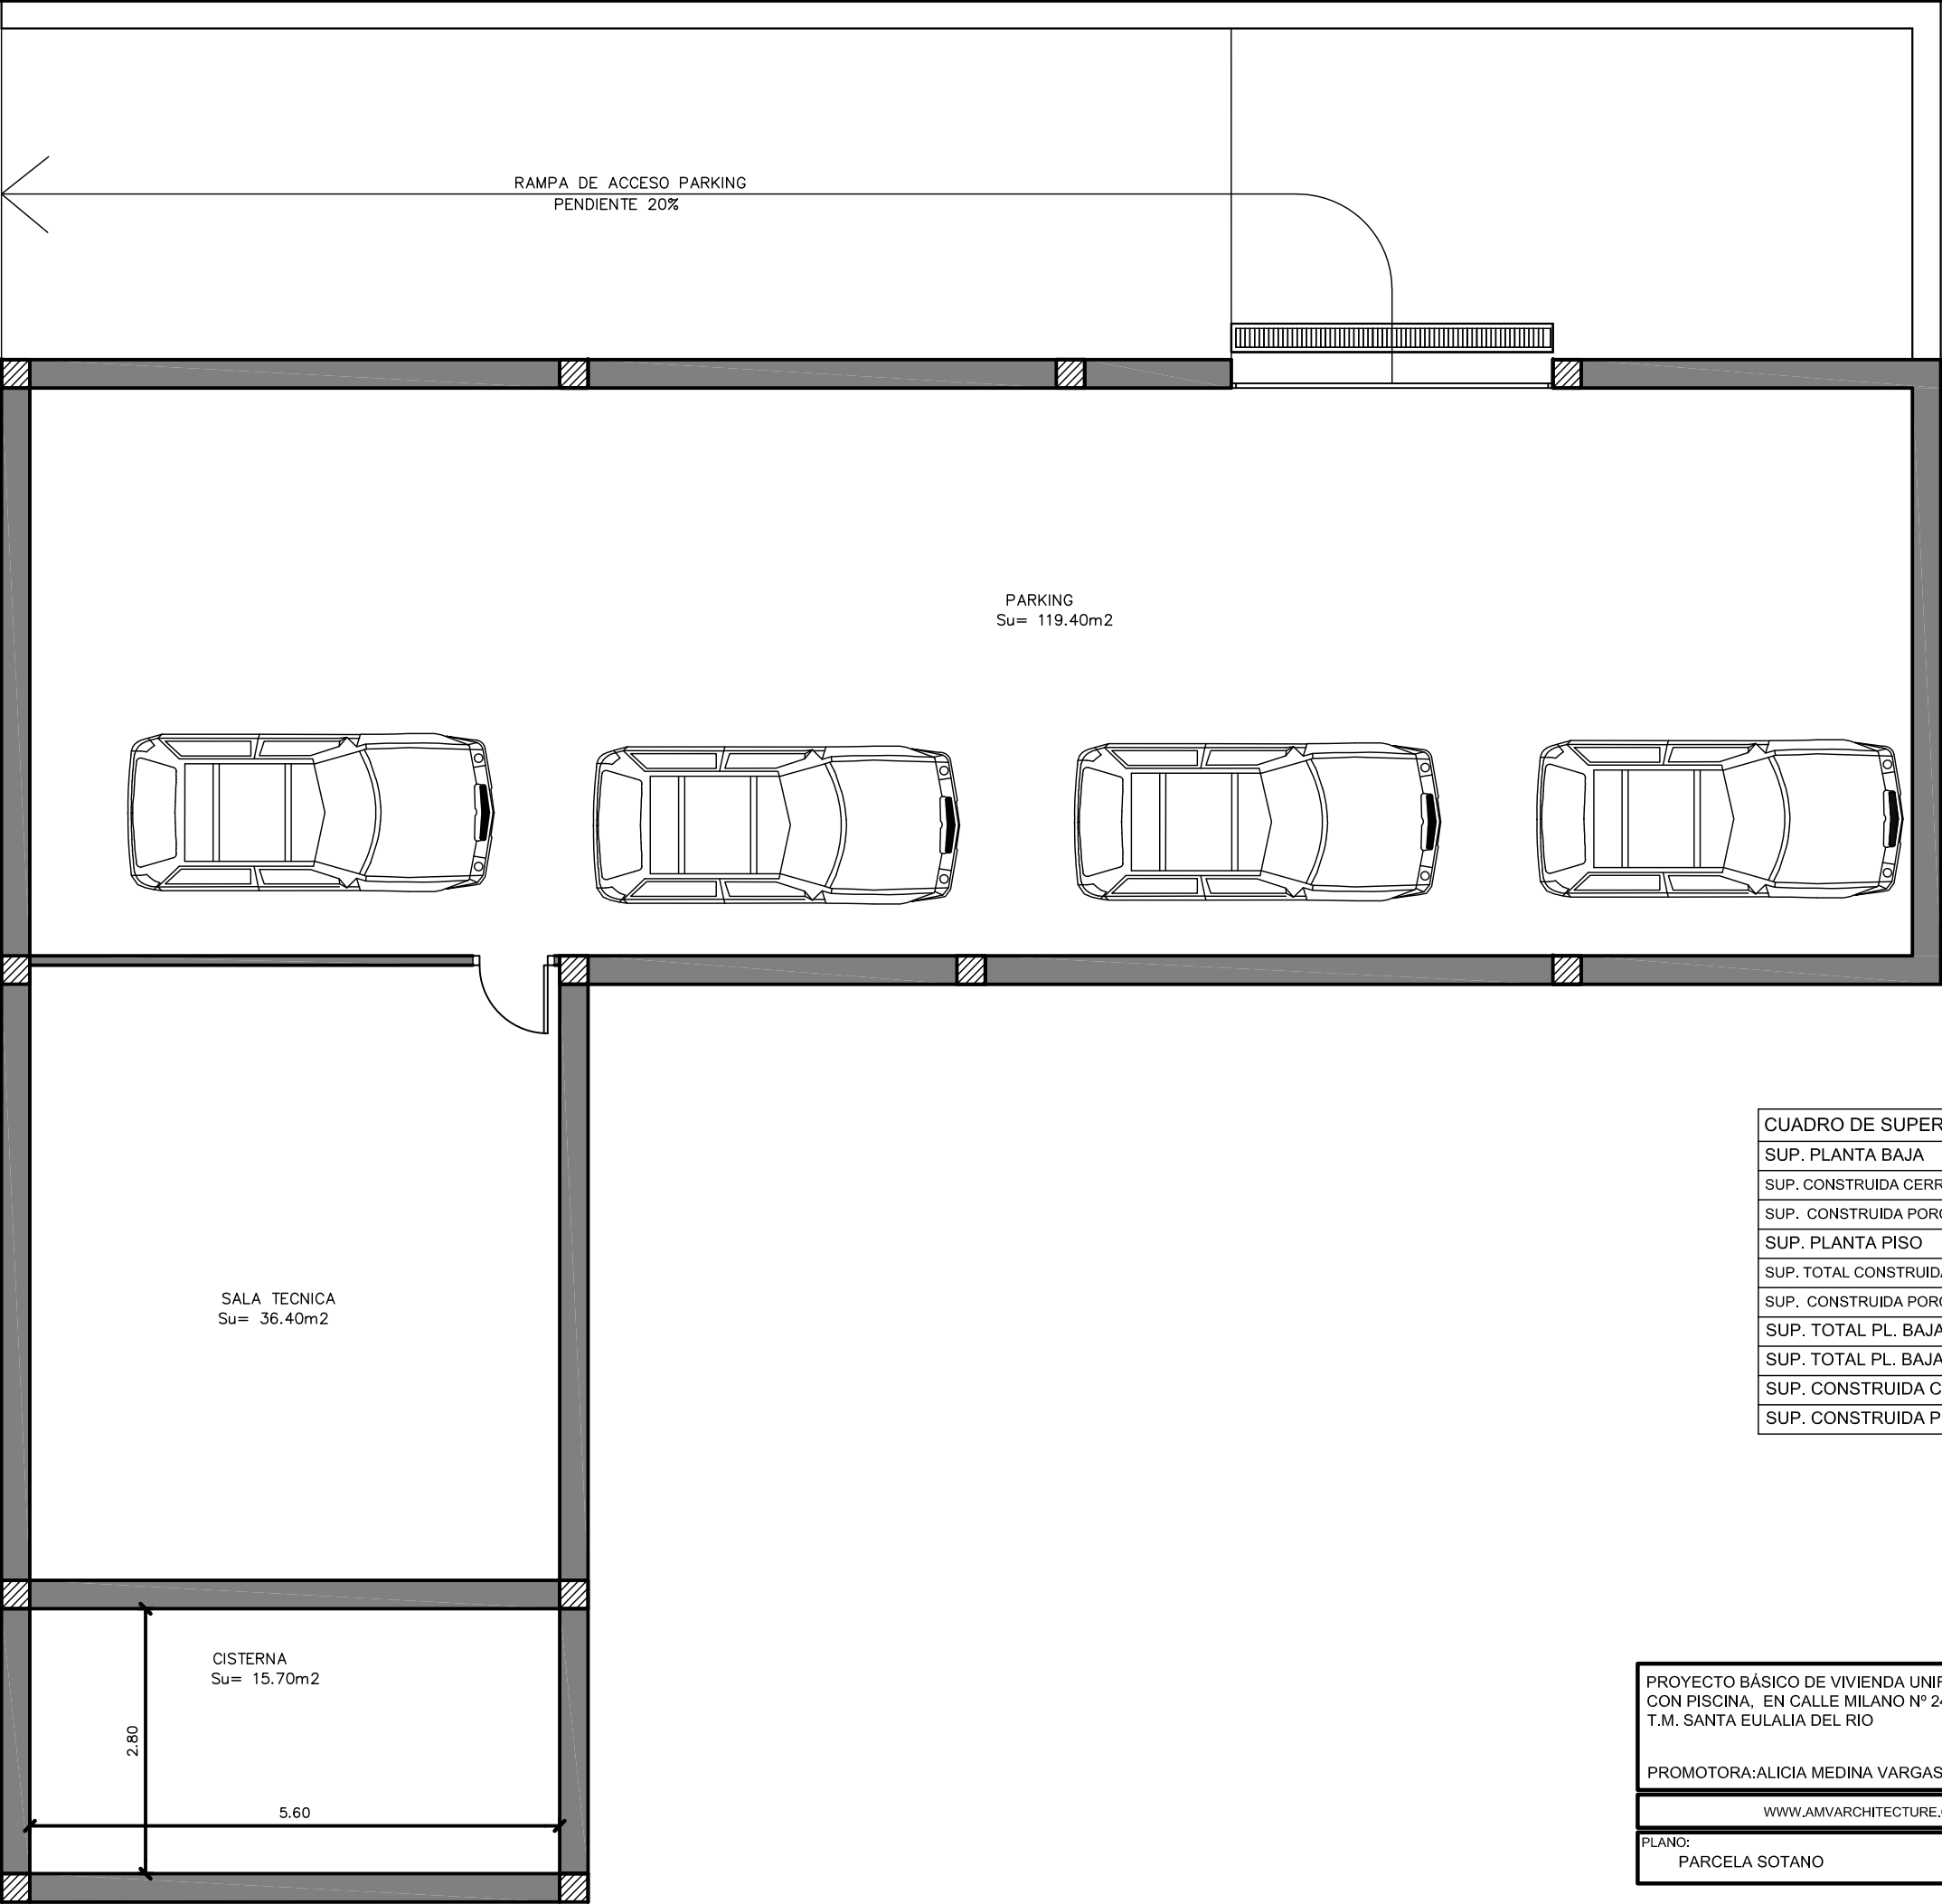 RAMPA DE ACCESO PARKING
PENDIENTE 20%
PARKING
Su= 119.40m2
SALA TECNICA
Su= 36.40m2
CISTERNA
Su= 15.70m2
2.80
5.60
CUADRO DE SUPER
SUP. PLANTA BAJA
SUP. CONSTRUIDA CERR
SUP. CONSTRUIDA PORC
SUP. PLANTA PISO
SUP. TOTAL CONSTRUIDA
SUP. CONSTRUIDA PORC
SUP. TOTAL PL. BAJA
SUP. TOTAL PL. BAJA
SUP. CONSTRUIDA C
SUP. CONSTRUIDA P
PROYECTO BÁSICO DE VIVIENDA UNIF
CON PISCINA, EN CALLE MILANO Nº 24
T.M. SANTA EULALIA DEL RIO
PROMOTORA:ALICIA MEDINA VARGAS
WWW.AMVARCHITECTURE.
PLANO:
PARCELA SOTANO